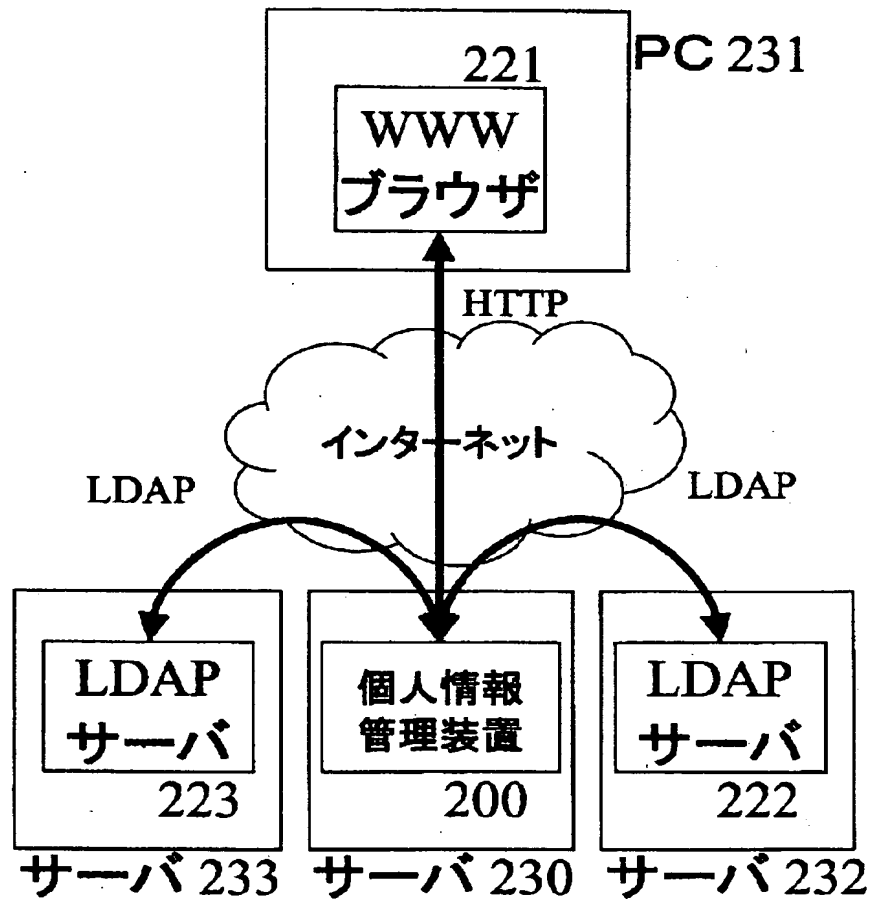 PC 231
221
WWW
ブラウザ
HTTP
インターネット
LDAP
LDAP
LDAP
サーバ
223
個人情報
管理装置
200
LDAP
サーバ
222
サーバ 233
サーバ 230
サーバ 232